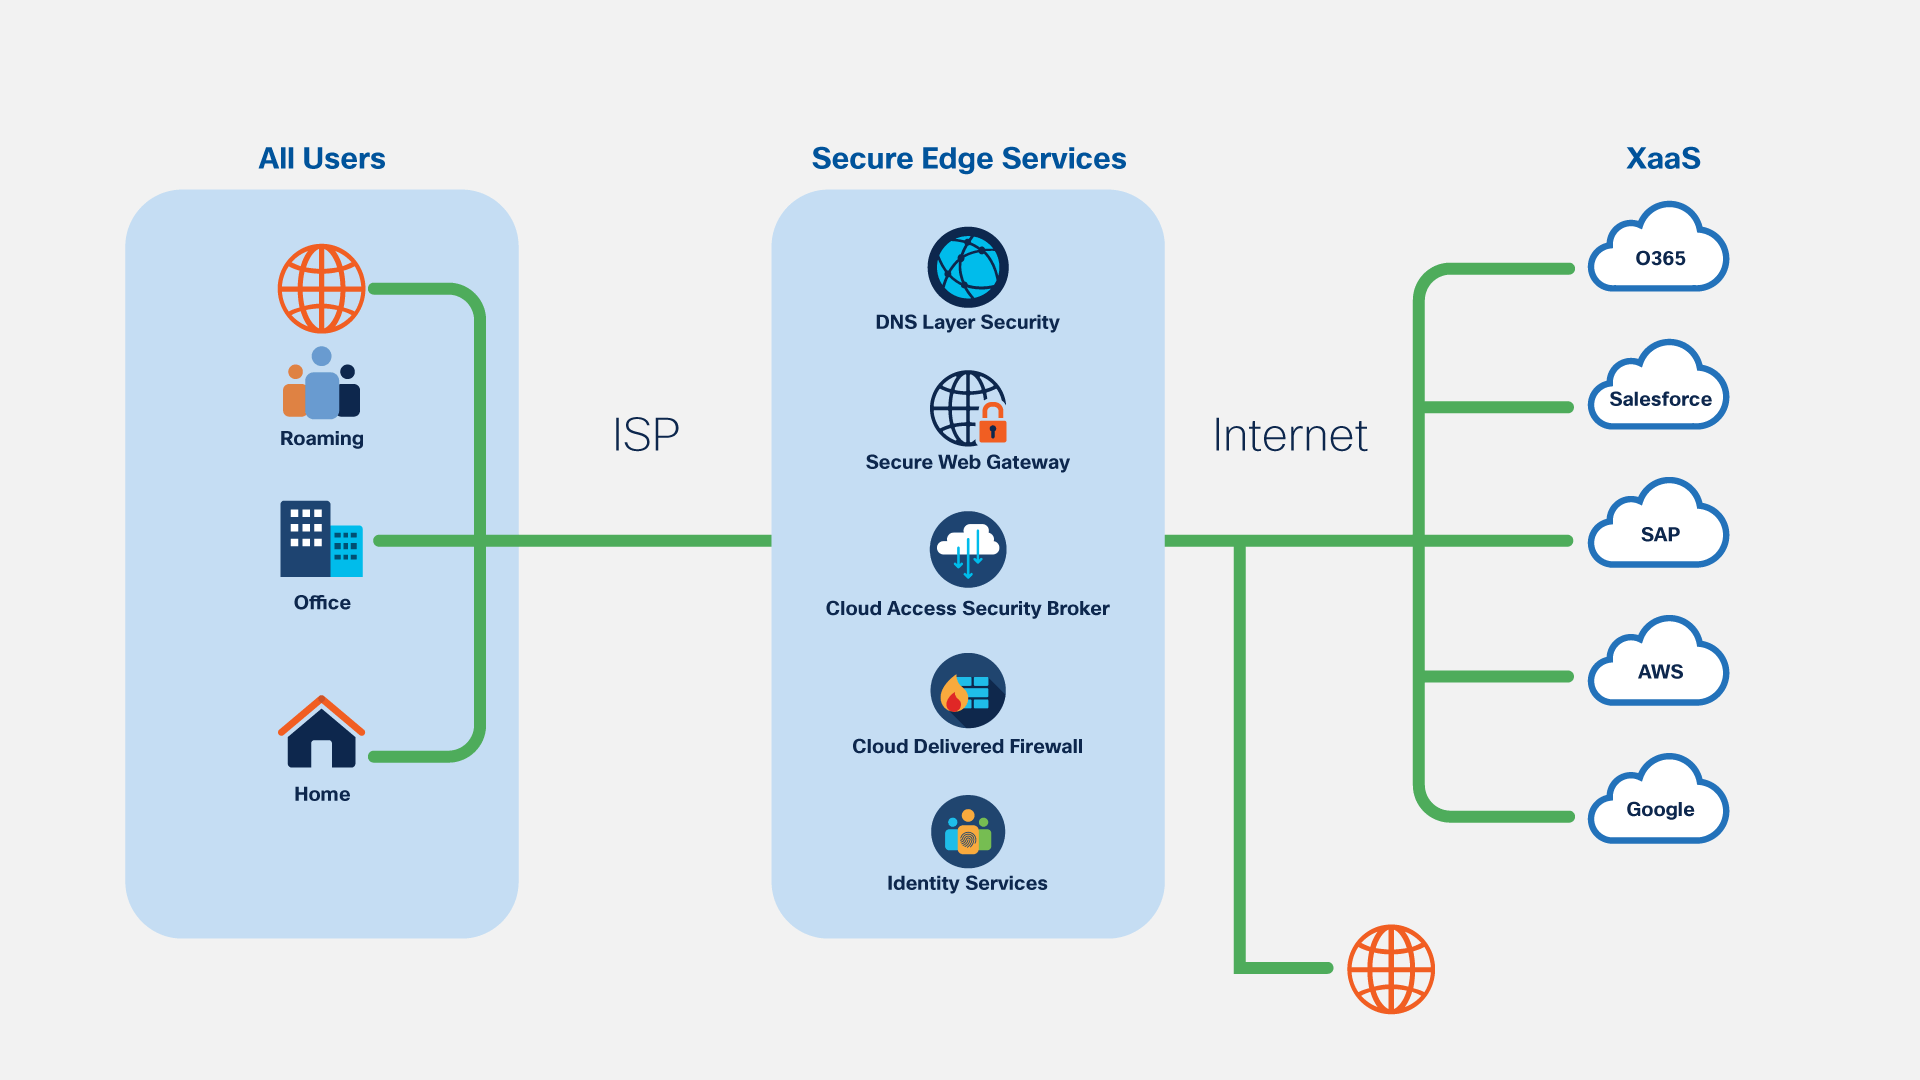 All Users
Roaming
Office
Home
ISP
Secure Edge Services
DNS Layer Security
Secure Web Gateway
Cloud Access Security Broker
Cloud Delivered Firewall
Identity Services
Internet
XaaS
O365
Salesforce
SAP
AWS
Google